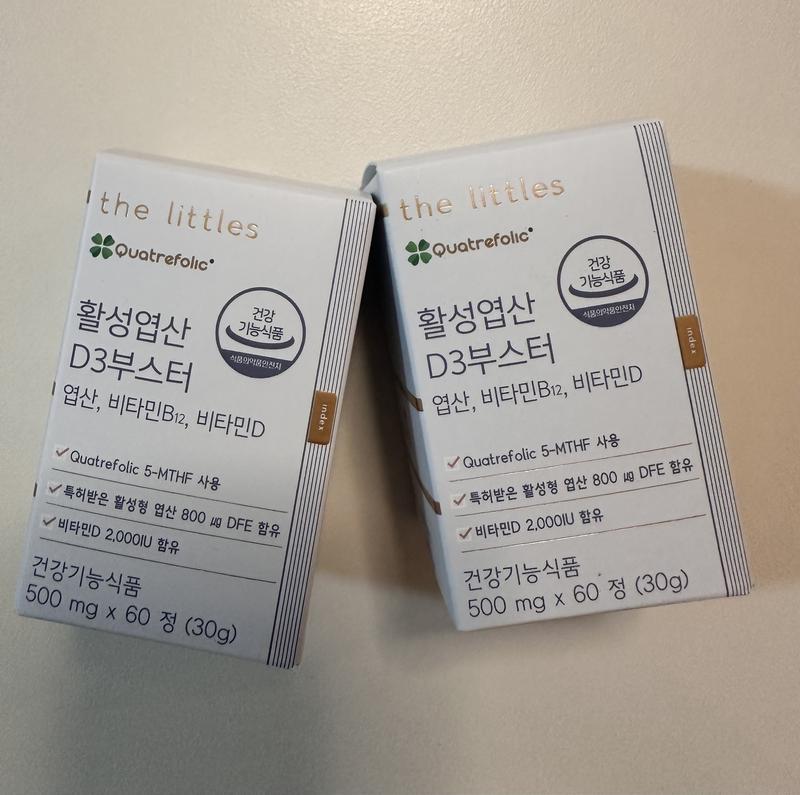 the littles
Quatrefolic
건강
기능식품
식품의약품안전처
활성엽산
D3부스터
엽산, 비타민B12, 비타민D
index
Quatrefolic 5-MTHF 사용
특허받은 활성형 엽산 800 μg DFE 함유
비타민D 2,000IU 함유
건강기능식품
500 mg x 60 정 (30g)
the littles
Quatrefolic
건강
기능식품
식품의약품안전처
활성엽산
D3부스터
엽산, 비타민B12, 비타민D
index
Quatrefolic 5-MTHF 사용
특허받은 활성형 엽산 800 μg DFE 함유
비타민D 2,000IU 함유
건강기능식품
500 mg x 60 정 (30g)